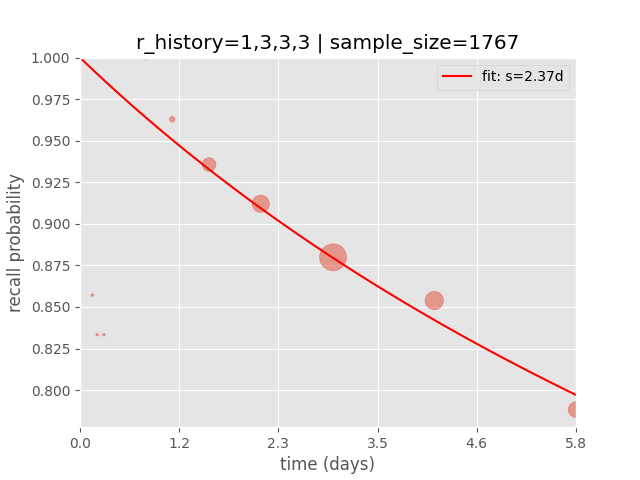 r_history=1,3,3,3 | sample_size=1767
fit: s=2.37d
1.000
0.975
0.950
0.925
0.900
0.875
0.850
0.825
0.800
recall probability
0.0 1.2 2.3 3.5 4.6 5.8
time (days)